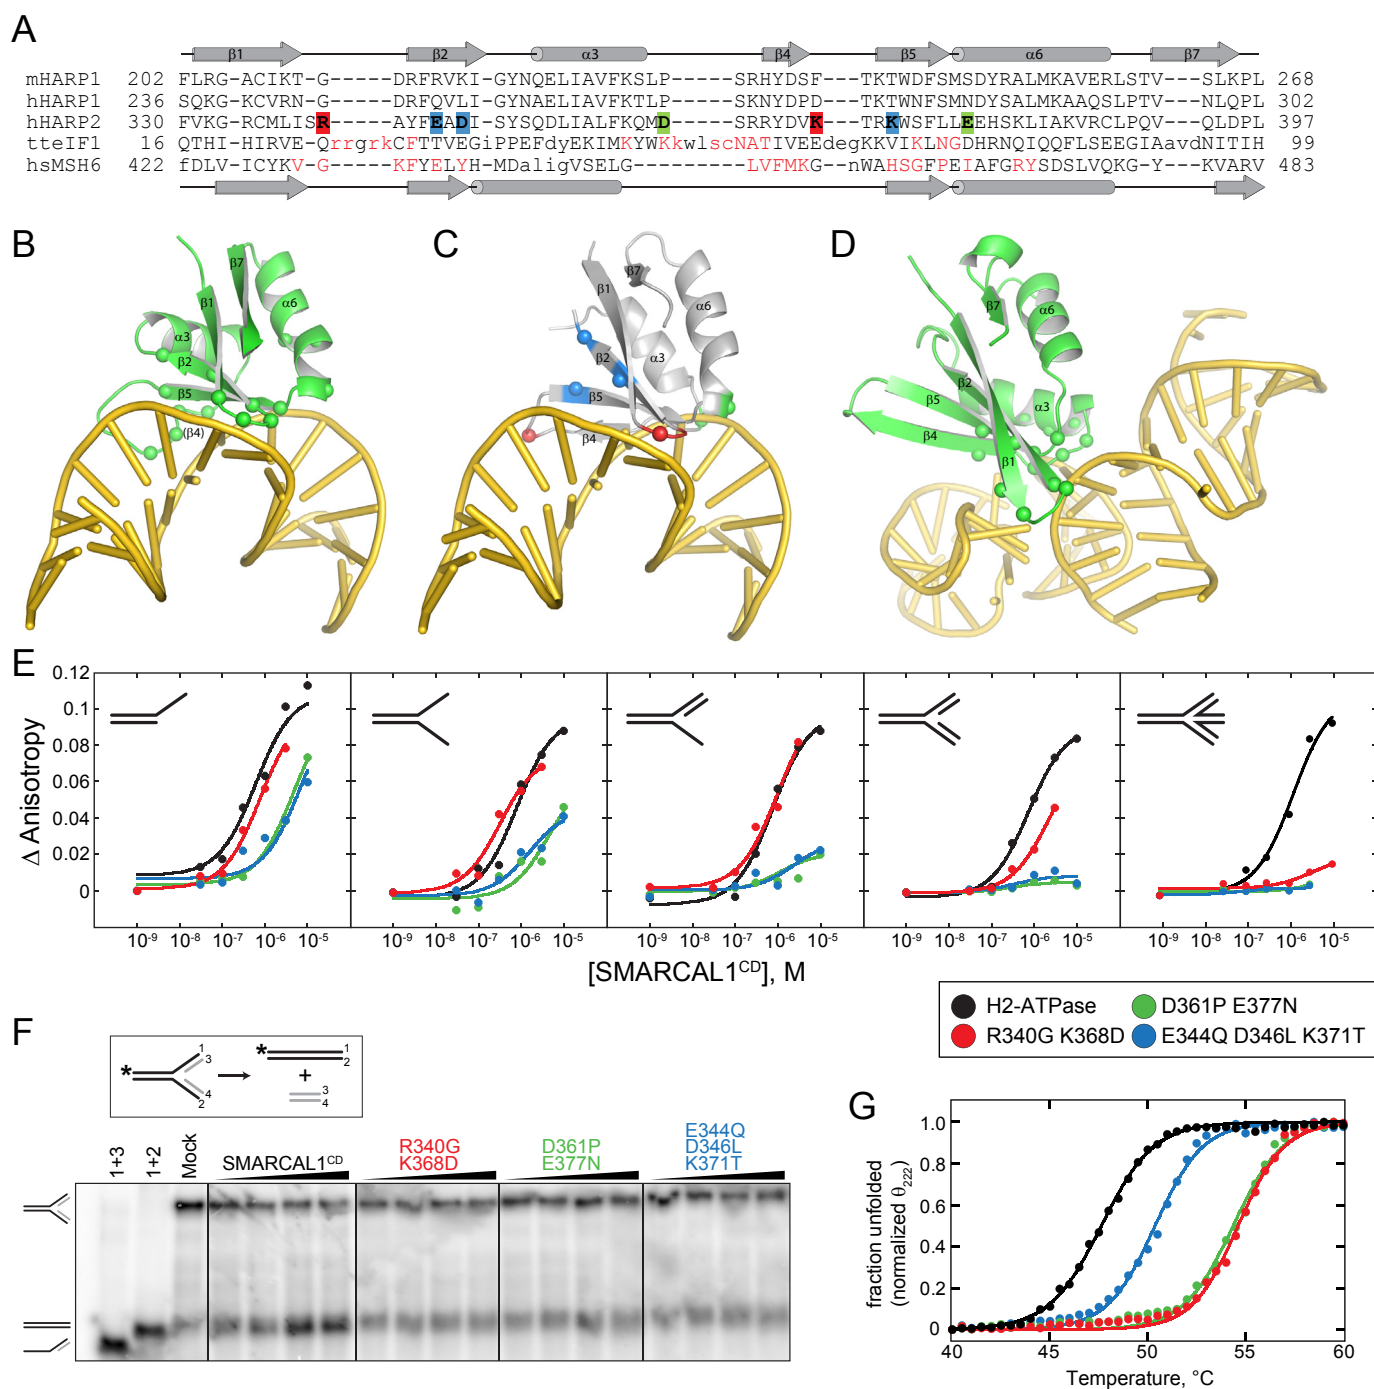 A
β1 β2 α3 β4 β5 α6 β7
mHARP1 202 FLRG-ACIKT-G-----DRFRVKI-GYNQELIAVFKSLP-----SRHYDSF--TKTWDFSMSDYRALMKAVERLSTV---SLKPL 268
hHARP1 236 SQKG-KCVRN-G-----DRFQVLI-GYNAELIAVFKTLP-----SKNYDPD--TKTWNFSMNDYSALMKAAQSLPTV---NLQPL 302
hHARP2 330 FVKG-RCMLISR-----AYFEAD I-SYSQDLIALFKQMD-----SRRYDVK--TRKWSFLLEEHSKLIAKVRCLPQV---ELDPL 397
tteIF1 16 QTHI-HIRVE-QrrgrkCFTTVEGiPPEFdyEKIMKYWKkwlscNATIVEEdegKKVIKLNGDHRNQIQQFLSEEGIAavdNITIH 99
hsMSH6 422 fDLV-ICYKV-G-----KFYELY-HMDaligVSELG---------LVFMKG--nWAHSGFPEIAFGRYSDSLVQKG-Y---KVARV 483
B
β7
β1
α6
α3
β2
β5
(β4)
C
β7
β1
α6
β2
α3
β5
β4
D
β7
α6
β2
β5
α3
β4
β1
E
Δ Anisotropy
0.12
0.1
0.08
0.06
0.04
0.02
0
10-9 10-8 10-7 10-6 10-5 10-9 10-8 10-7 10-6 10-5 10-9 10-8 10-7 10-6 10-5 10-9 10-8 10-7 10-6 10-5 10-9 10-8 10-7 10-6 10-5
[SMARCAL1CD], M
H2-ATPase D361P E377N
R340G K368D E344Q D346L K371T
F
* 1 3 4 2 * 1 2 + 3 4
1+3 1+2 Mock SMARCAL1CD
R340G K368D
D361P E377N
E344Q D346L K371T
G
fraction unfolded
(normalized θ222)
1.0
0.8
0.6
0.4
0.2
0
40 45 50 55 60
Temperature, °C